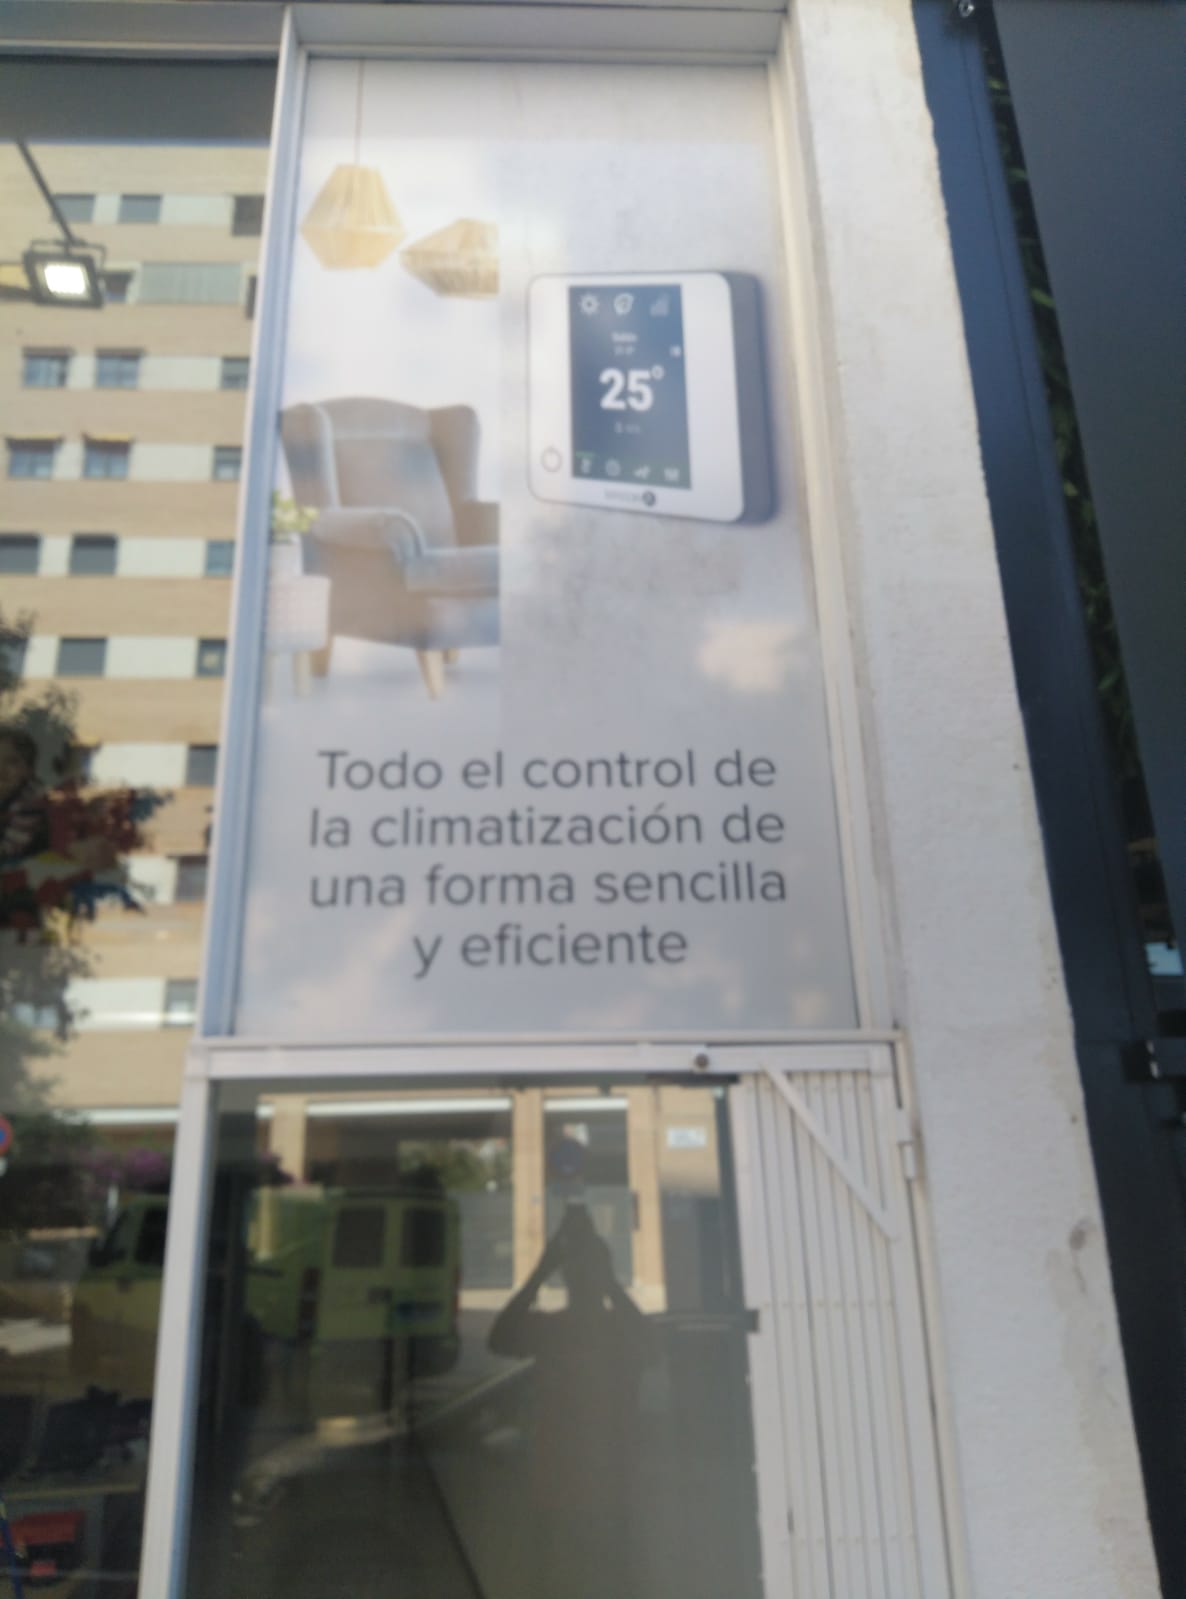 25°
Todo el control de
la climatización de
una forma sencilla
y eficiente